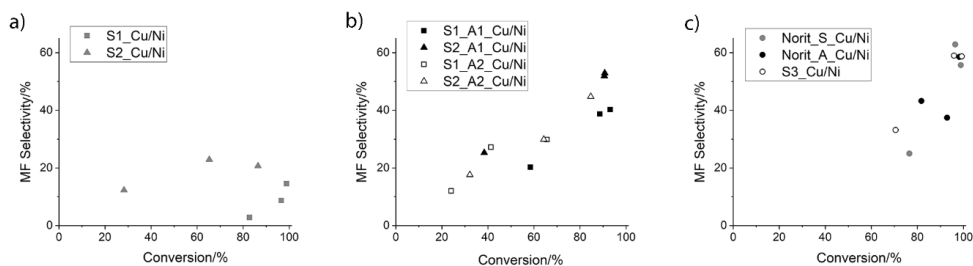 a)
S1_Cu/Ni
S2_Cu/Ni
MF Selectivity/%
60
40
20
0
0 20 40 60 80 100
Conversion/%
b)
S1_A1_Cu/Ni
S2_A1_Cu/Ni
S1_A2_Cu/Ni
S2_A2_Cu/Ni
MF Selectivity/%
60
40
20
0
0 20 40 60 80 100
Conversion/%
c)
Norit_S_Cu/Ni
Norit_A_Cu/Ni
S3_Cu/Ni
MF Selectivity/%
60
40
20
0
0 20 40 60 80 100
Conversion/%